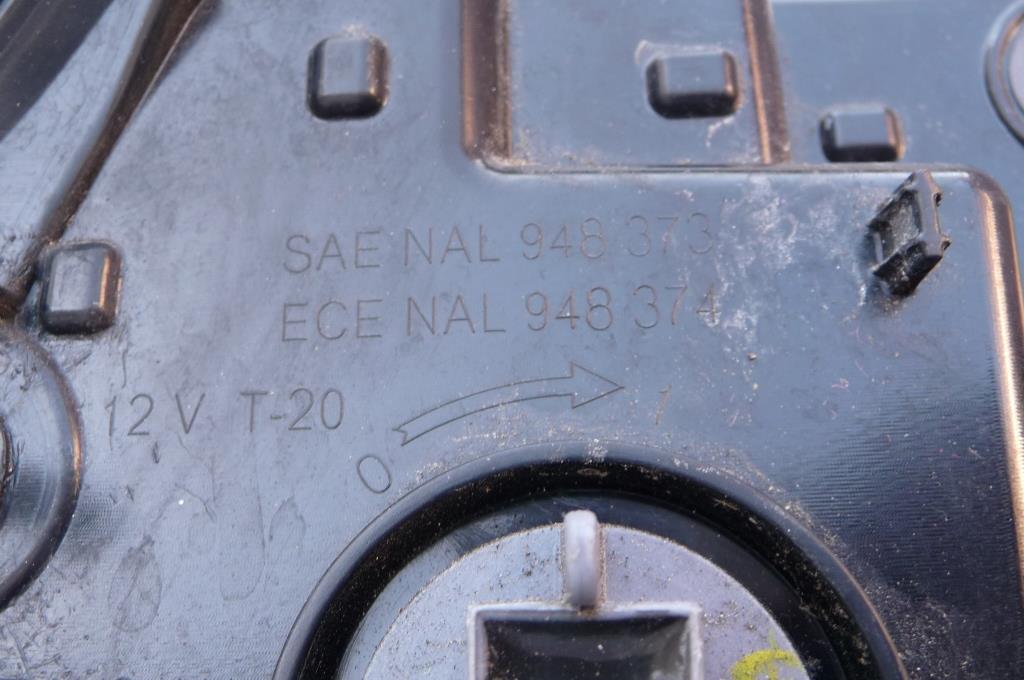 SAE NAL 948 373
ECE NAL 948 374
12 V T-20
0
1